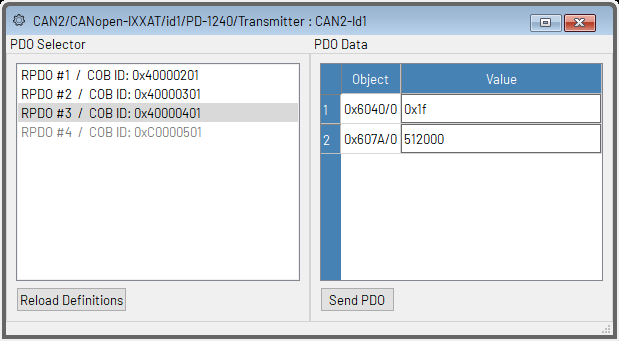 CAN2/CANopen-IXXAT/id1/PD-1240/Transmitter : CAN2-Id1
PDO Selector
RPDO #1 / COB ID: 0x40000201
RPDO #2 / COB ID: 0x40000301
RPDO #3 / COB ID: 0x40000401
RPDO #4 / COB ID: 0xC0000501
Reload Definitions
PDO Data
Object Value
1 0x6040/0 0x1f
2 0x607A/0 512000
Send PDO